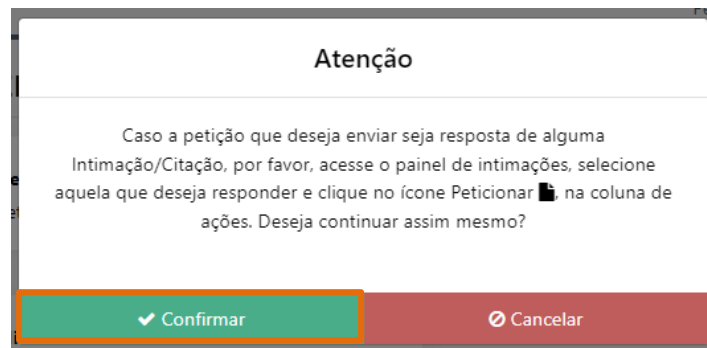 Atenção
Caso a petição que deseja enviar seja resposta de alguma
Intimação/Citação, por favor, acesse o painel de intimações, selecione
aquela que deseja responder e clique no ícone Peticionar , na coluna de
ações. Deseja continuar assim mesmo?
Confirmar
Cancelar